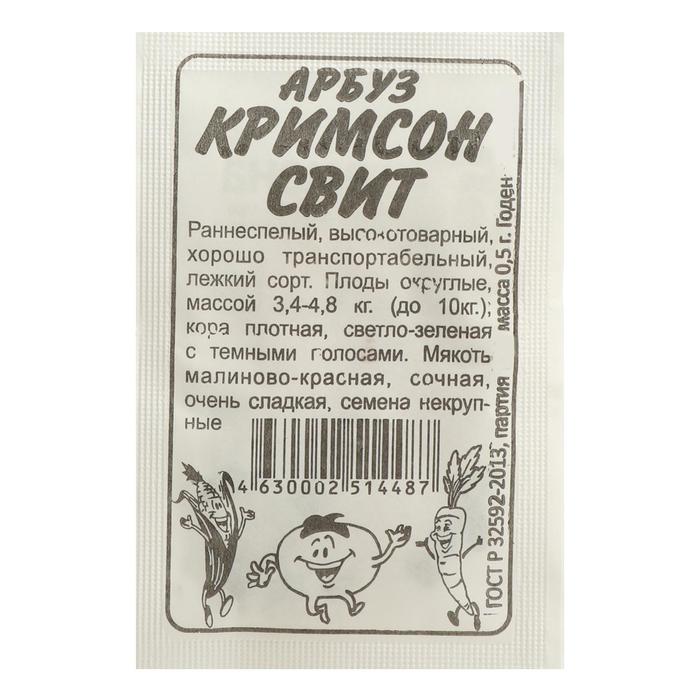 АРБУЗ
КРИМСОН
СВИТ
Раннеспелый, высокотоварный,
хорошо транспортабельный,
лежкий сорт. Плоды округлые,
массой 3,4-4,8 кг. (до 10кг.);
кора плотная, светло-зеленая
с темными полосами. Мякоть
малиново-красная, сочная,
очень сладкая, семена некруп-
ные
4 630002 514487
ГОСТ Р 32592-2013, партия масса 0,5 г. Годен